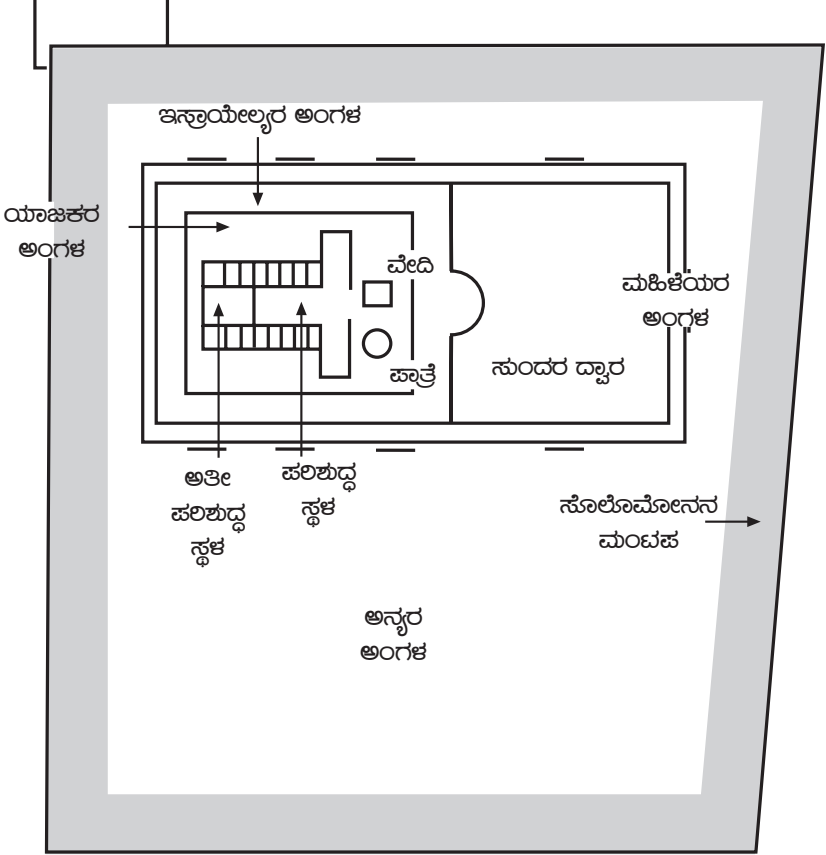 ಇಸ್ರಾಯೇಲ್ಯರ ಅಂಗಳ
ಯಾಜಕರ
ಅಂಗಳ
ವೇದಿ
ಮಹಿಳೆಯರ
ಅಂಗಳ
ಪಾತ್ರೆ
ಸುಂದರ ದ್ವಾರ
ಅತೀ
ಪರಿಶುದ್ಧ
ಸ್ಥಳ
ಪರಿಶುದ್ಧ
ಸ್ಥಳ
ಸೊಲೊಮೋನನ
ಮಂಟಪ
ಅನ್ಯರ
ಅಂಗಳ